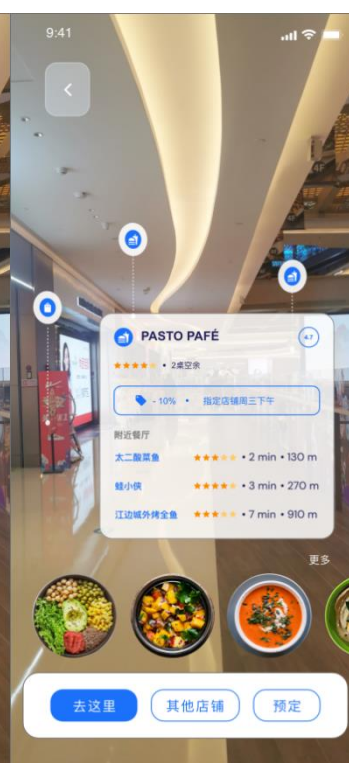 9:41
PASTO PAFÉ
4.7
• 2桌空余
- 10% • 指定店铺周三下午
附近餐厅
太二酸菜鱼 • 2 min • 130 m
蛙小侠 • 3 min • 270 m
江边城外烤全鱼 • 7 min • 910 m
更多
去这里 其他店铺 预定